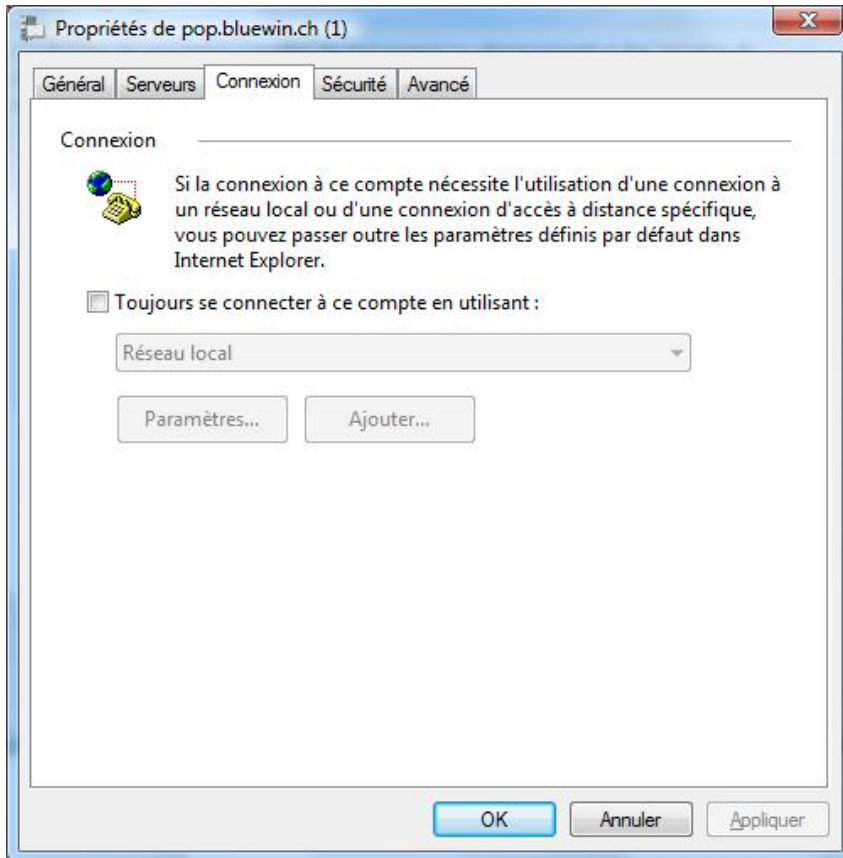 Propriétés de pop.bluewin.ch (1)
Général Serveurs Connexion Sécurité Avancé
Connexion
Si la connexion à ce compte nécessite l'utilisation d'une connexion à
un réseau local ou d'une connexion d'accès à distance spécifique,
vous pouvez passer outre les paramètres définis par défaut dans
Internet Explorer.
Toujours se connecter à ce compte en utilisant :
Réseau local
Paramètres... Ajouter...
OK Annuler Appliquer